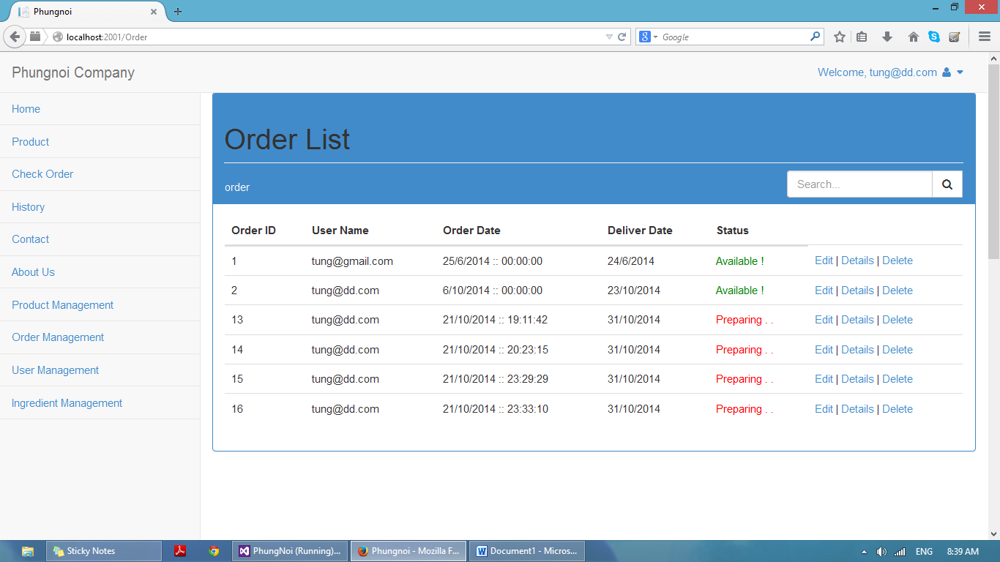 Phungnoi
localhost:2001/Order
Google
Phungnoi Company
Welcome, tung@dd.com
Home
Product
Check Order
History
Contact
About Us
Product Management
Order Management
User Management
Ingredient Management
Order List
order
Search...
Order ID User Name Order Date Deliver Date Status
1 tung@gmail.com 25/6/2014 :: 00:00:00 24/6/2014 Available ! Edit | Details | Delete
2 tung@dd.com 6/10/2014 :: 00:00:00 23/10/2014 Available ! Edit | Details | Delete
13 tung@dd.com 21/10/2014 :: 19:11:42 31/10/2014 Preparing . . Edit | Details | Delete
14 tung@dd.com 21/10/2014 :: 20:23:15 31/10/2014 Preparing . . Edit | Details | Delete
15 tung@dd.com 21/10/2014 :: 23:29:29 31/10/2014 Preparing . . Edit | Details | Delete
16 tung@dd.com 21/10/2014 :: 23:33:10 31/10/2014 Preparing . . Edit | Details | Delete
Sticky Notes PhungNoi (Running)... Phungnoi - Mozilla F... Document1 - Micros... ENG 8:39 AM